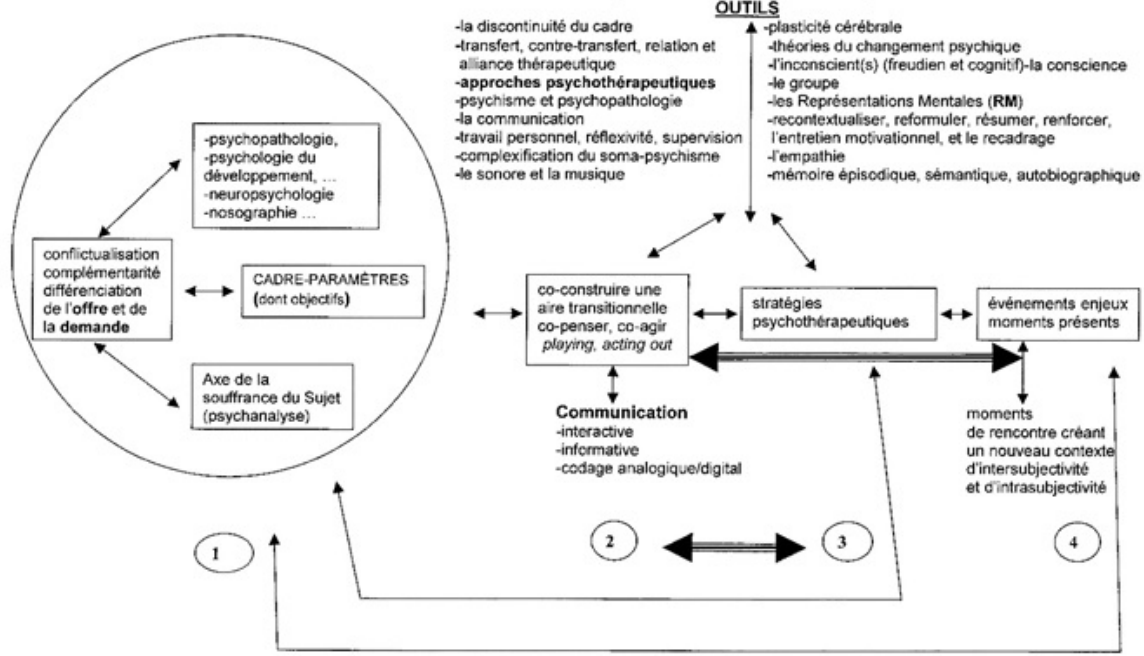 OUTILS
-la discontinuité du cadre
-transfert, contre-transfert, relation et
alliance thérapeutique
-approches psychothérapeutiques
-psychisme et psychopathologie
-la communication
-travail personnel, réflexivité, supervision
-complexification du soma-psychisme
-le sonore et la musique
-plasticité cérébrale
-théories du changement psychique
-l'inconscient(s) (freudien et cognitif)-la conscience
-le groupe
-les Représentations Mentales (RM)
-recontextualiser, reformuler, résumer, renforcer,
l'entretien motivationnel, et le recadrage
-l'empathie
-mémoire épisodique, sémantique, autobiographique
-psychopathologie,
-psychologie du
développement, ...
-neuropsychologie
-nosographie ...
conflictualisation
complémentarité
différenciation
de l'offre et de
la demande
CADRE-PARAMÈTRES
(dont objectifs)
Axe de la
souffrance du Sujet
(psychanalyse)
co-construire une
aire transitionnelle
co-penser, co-agir
playing, acting out
stratégies
psychothérapeutiques
événements enjeux
moments présents
Communication
-interactive
-informative
-codage analogique/digital
moments
de rencontre créant
un nouveau contexte
d'intersubjectivité
et d'intrasubjectivité
1
2
3
4